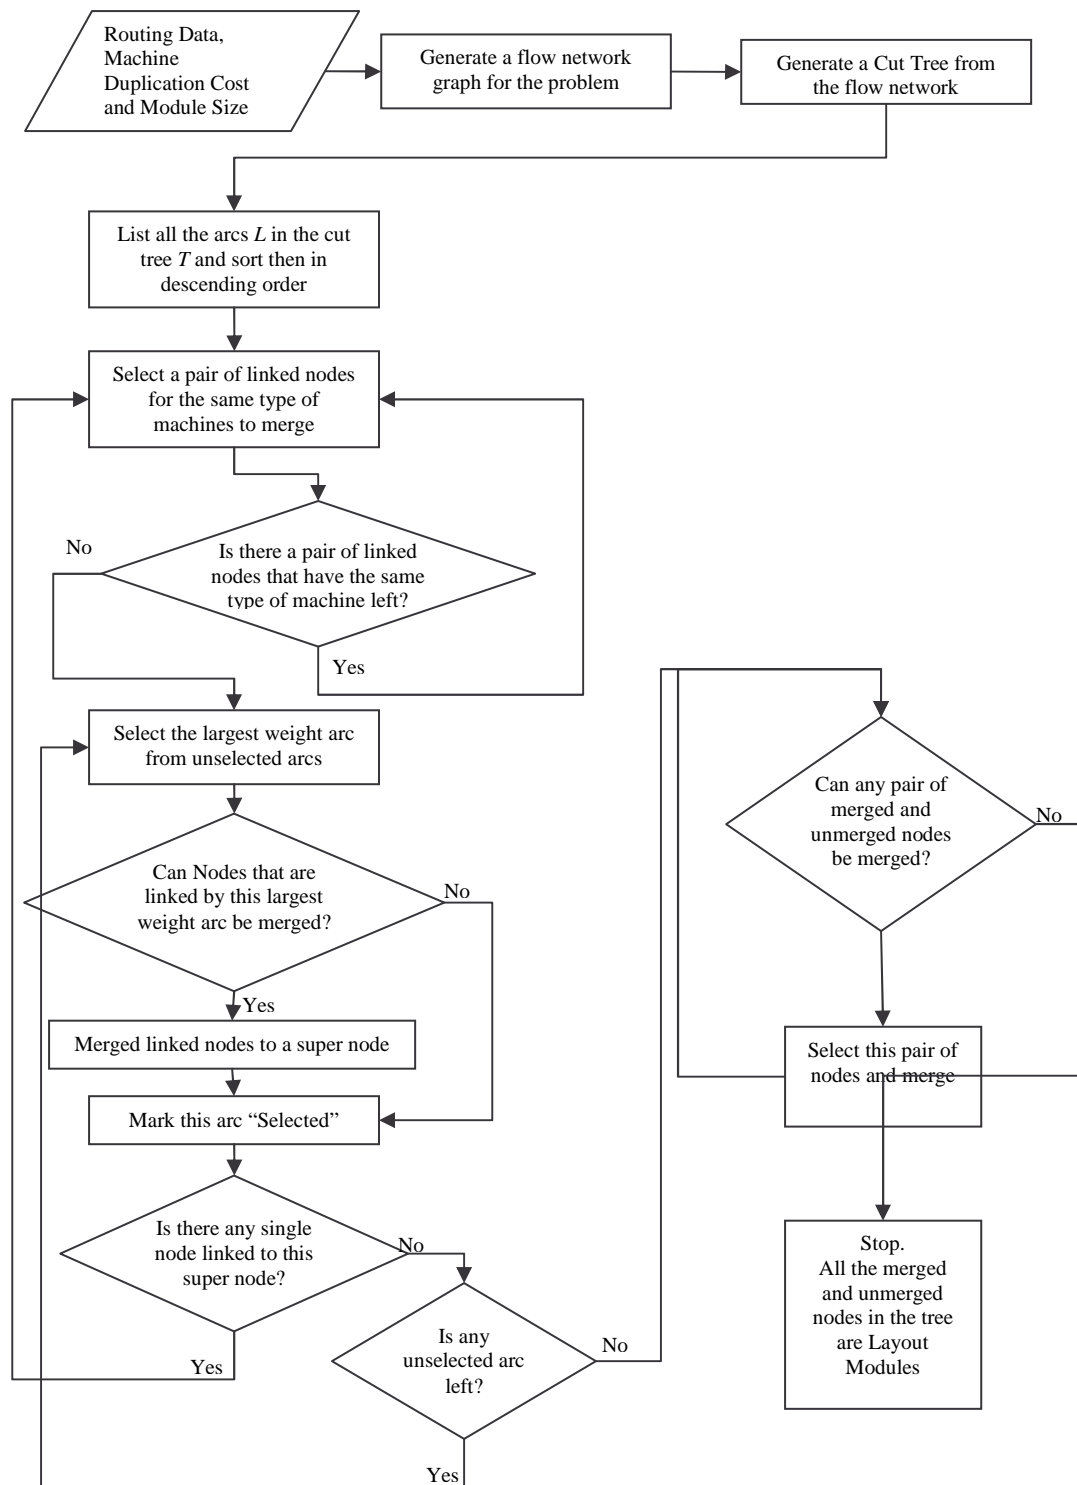 Routing Data,
Machine
Duplication Cost
and Module Size
Generate a flow network
graph for the problem
Generate a Cut Tree from
the flow network
List all the arcs L in the cut
tree T and sort then in
descending order
Select a pair of linked nodes
for the same type of
machines to merge
No
Is there a pair of linked
nodes that have the same
type of machine left?
Yes
Select the largest weight arc
from unselected arcs
Can Nodes that are
linked by this largest
weight arc be merged?
No
Yes
Merged linked nodes to a super node
Mark this arc “Selected”
Is there any single
node linked to this
super node?
No
Yes
Is any
unselected arc
left?
No
Yes
Can any pair of
merged and
unmerged nodes
be merged?
No
Select this pair of
nodes and merge
Stop.
All the merged
and unmerged
nodes in the tree
are Layout
Modules